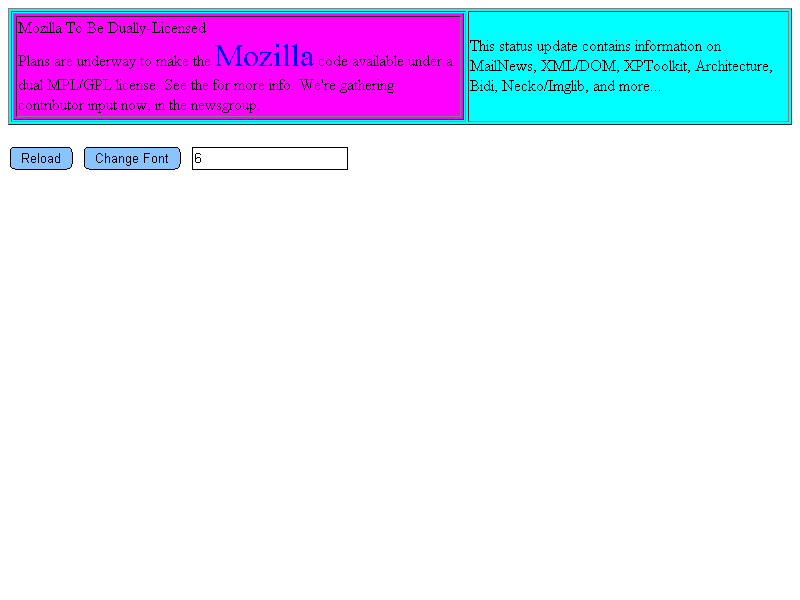 Mozilla To Be Dually-Licensed
Plans are underway to make the Mozilla code available under a
dual MPL/GPL license. See the for more info. We're gathering
contributor input now, in the newsgroup.
This status update contains information on
MailNews, XML/DOM, XPToolkit, Architecture,
Bidi, Necko/Imglib, and more...
Reload Change Font 6